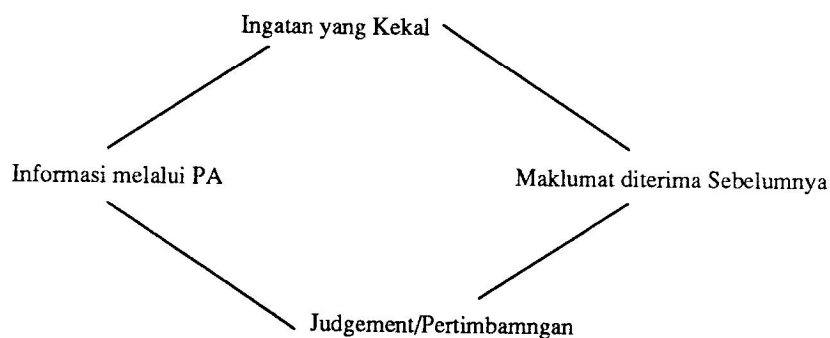 Ingatan yang Kekal
Informasi melalui PA
Maklumat diterima Sebelumnya
Judgement/Pertimbamngan